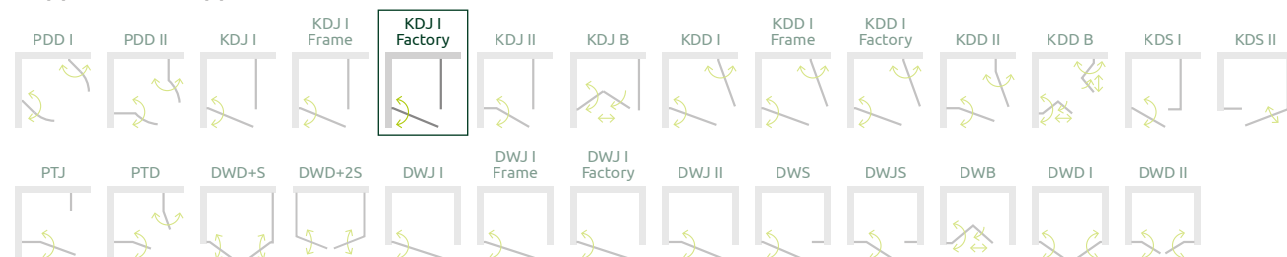 PDD I
PDD II
KDJ I
KDJ I
Frame
KDJ I
Factory
KDJ II
KDJ B
KDD I
KDD I
Frame
KDD I
Factory
KDD II
KDD B
KDS I
KDS II
PTJ
PTD
DWD+S
DWD+2S
DWJ I
DWJ I
Frame
DWJ I
Factory
DWJ II
DWS
DWJS
DWB
DWD I
DWD II